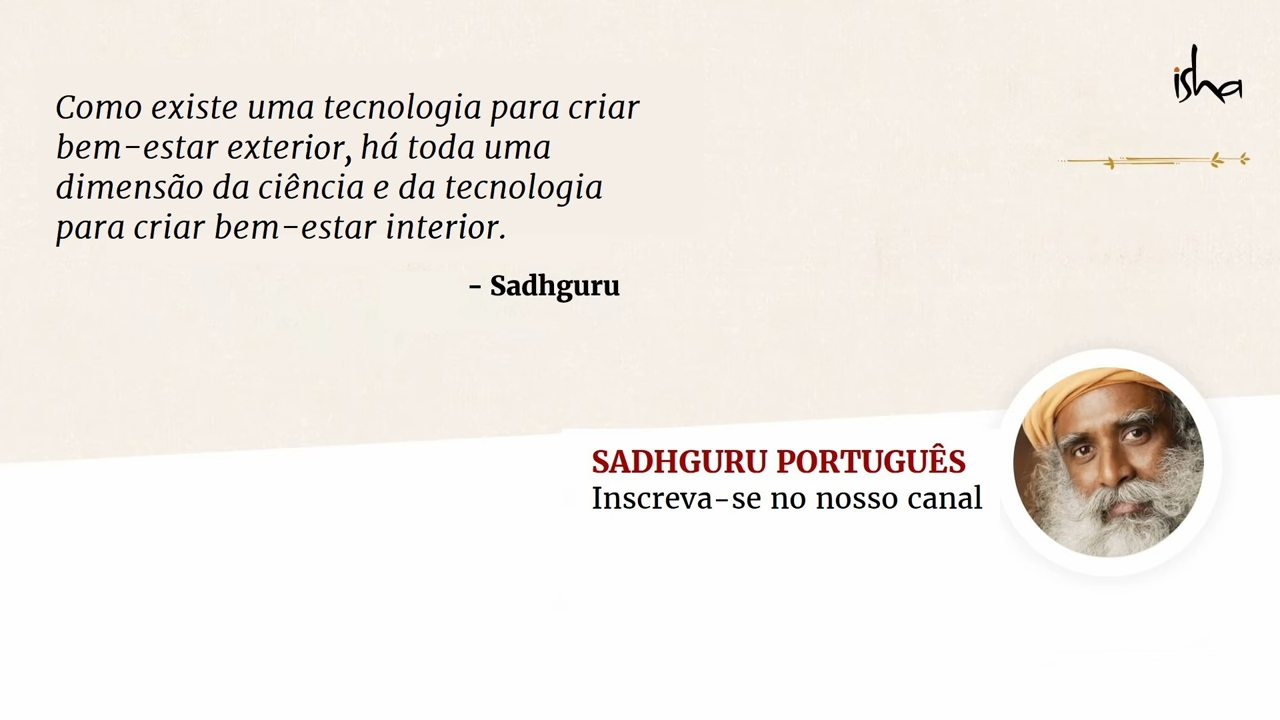 Como existe uma tecnologia para criar
bem-estar exterior, há toda uma
dimensão da ciência e da tecnologia
para criar bem-estar interior.
- Sadhguru
isha
SADHGURU PORTUGUÊS
Inscreva-se no nosso canal